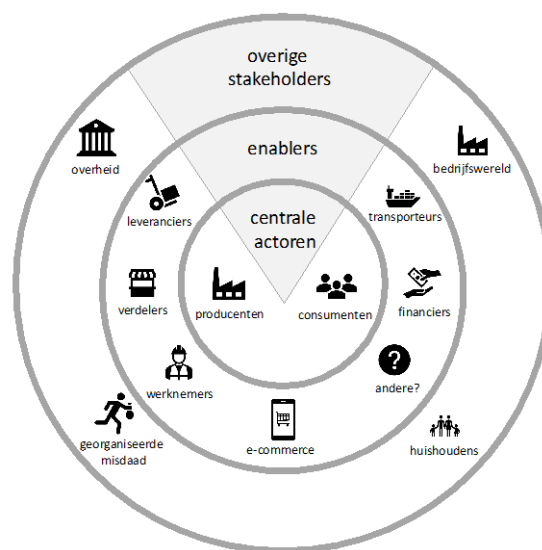 overige
stakeholders
overheid
bedrijfswereld
enablers
leveranciers
transporteurs
centrale
actoren
verdelers
producenten
consumenten
financiers
werknemers
andere?
georganiseerde
misdaad
e-commerce
huishoudens